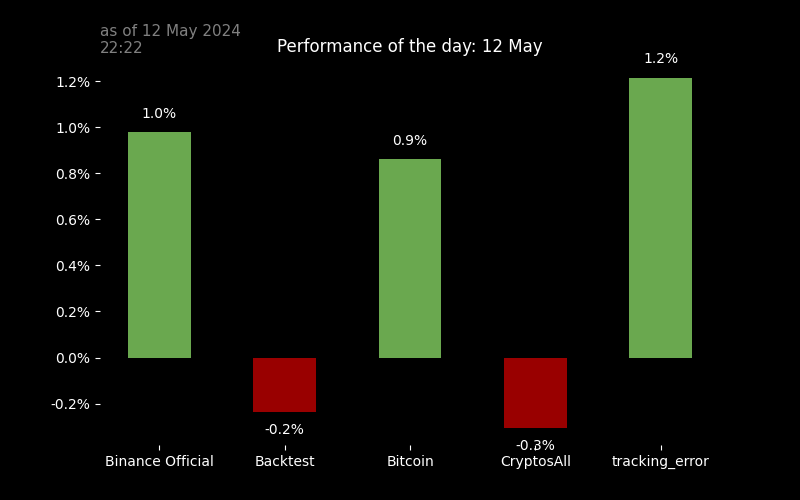 as of 12 May 2024
22:22
Performance of the day: 12 May
1.2%
1.0%
0.8%
0.6%
0.4%
0.2%
0.0%
-0.2%
1.0%
-0.2%
0.9%
-0.3%
1.2%
Binance Official
Backtest
Bitcoin
CryptosAll
tracking_error